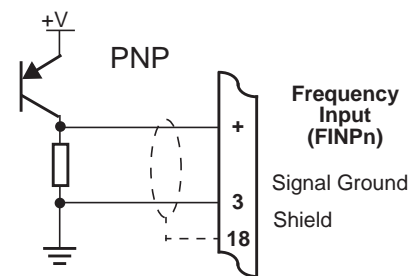 +V
PNP
Frequency
Input
(FINPn)
+
Signal Ground
3
Shield
18